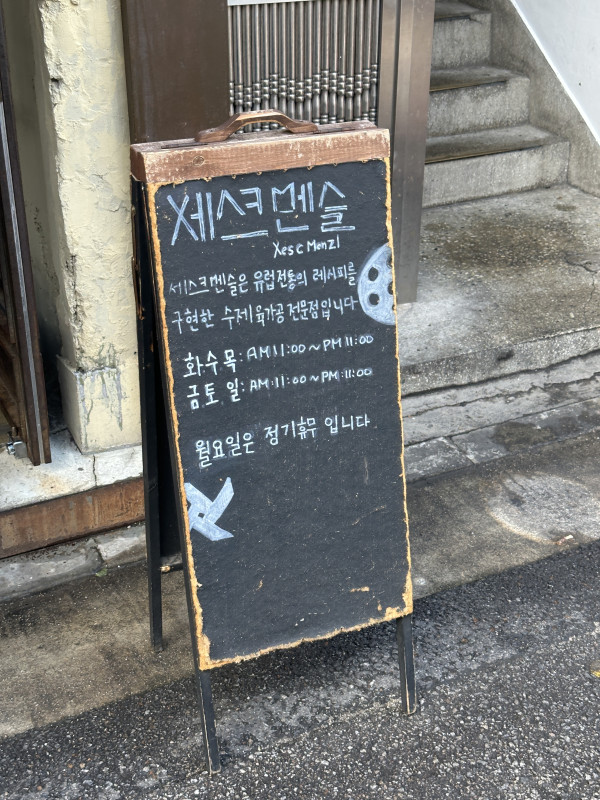 세스크멘슬
Xesc Menzl
세스크멘슬은 유럽전통의 레시피를
구현한 수제 육가공 전문점입니다
화수목: AM 11:00 ~ PM 11:00
금토일: AM 11:00 ~ PM 11:00
월요일은 정기휴무 입니다.